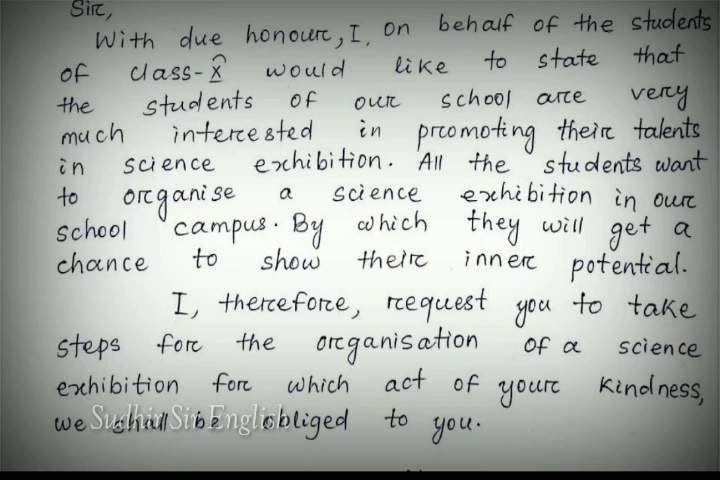 Sir,
With due honour, I, on behalf of the students
of class-X would like to state that
the students of our school are very
much interested in promoting their talents
in science exhibition. All the students want
to organise a science exhibition in our
school campus. By which they will get a
chance to show their inner potential.
I, therefore, request you to take
steps for the organisation of a science
exhibition for which act of your kindness,
we shall be obliged to you.
Sudhir Sir English